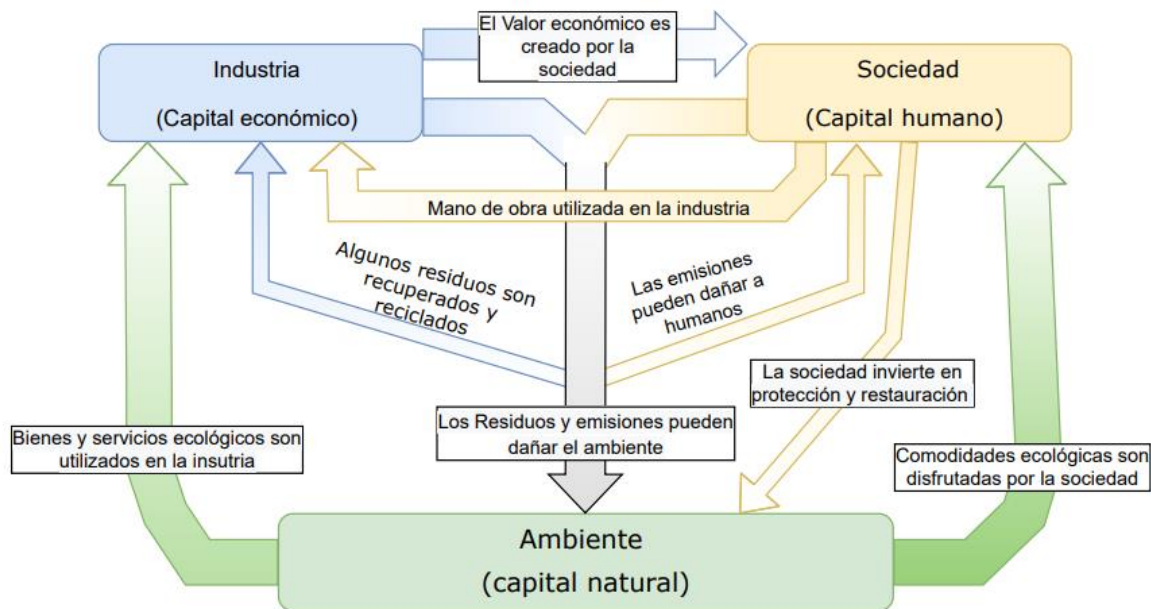 El Valor económico es
creado por la
sociedad
Industria
(Capital económico)
Sociedad
(Capital humano)
Mano de obra utilizada en la industria
Algunos residuos son
recuperados y
reciclados
Las emisiones
pueden dañar a
humanos
La sociedad invierte en
protección y restauración
Bienes y servicios ecológicos son
utilizados en la insutria
Los Residuos y emisiones pueden
dañar el ambiente
Comodidades ecológicas son
disfrutadas por la sociedad
Ambiente
(capital natural)